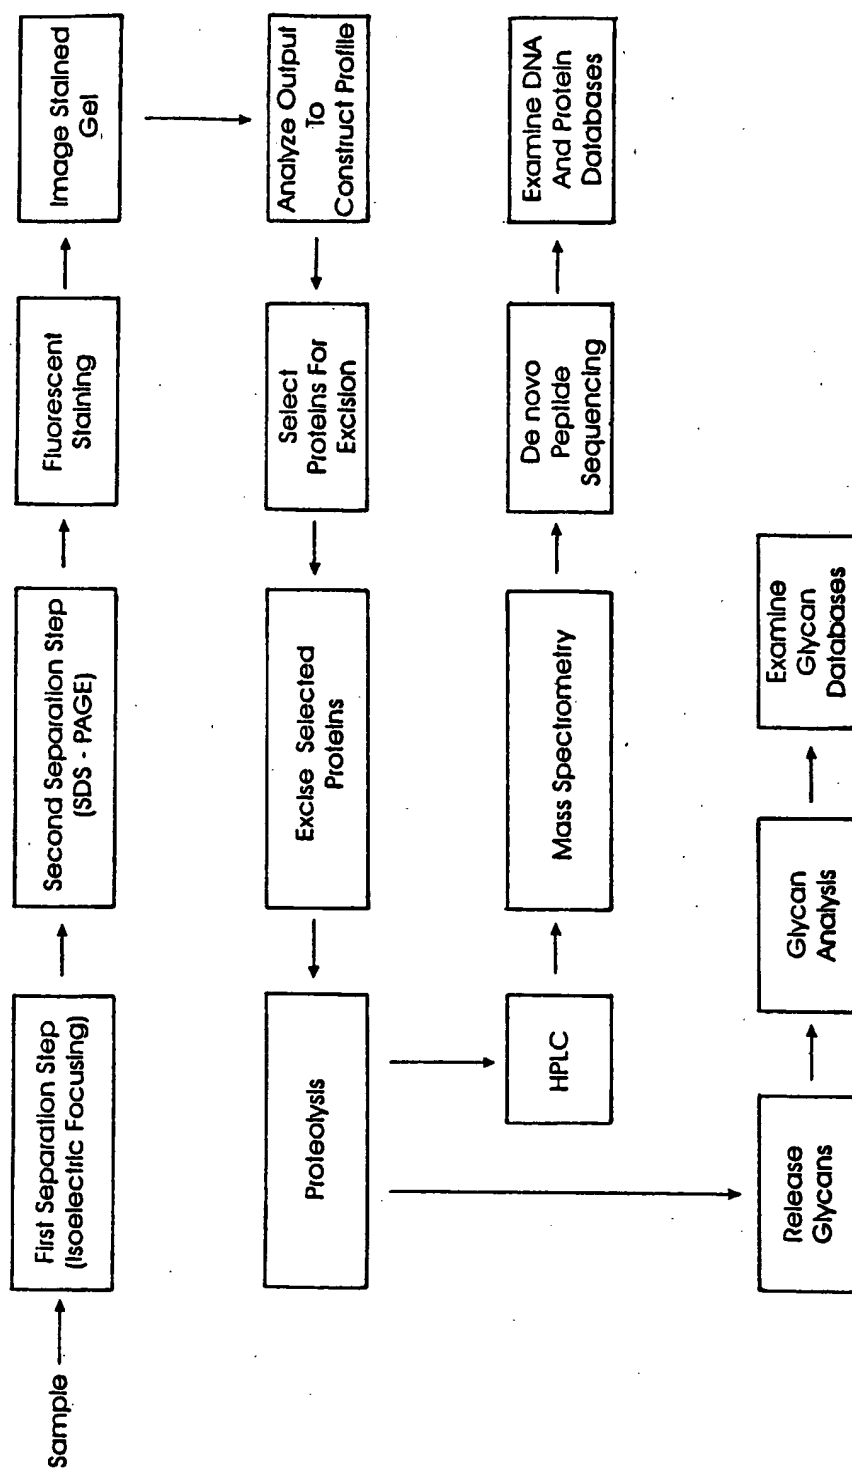 Sample
First Separation Step
(Isoelectric Focusing)
Second Separation Step
(SDS - PAGE)
Fluorescent
Staining
Image Stained
Gel
Analyze Output
To
Construct Profile
Select
Proteins For
Excision
Excise Selected
Proteins
Proteolysis
HPLC
Mass Spectrometry
De novo
Peptide
Sequencing
Examine DNA
And Protein
Databases
Release
Glycans
Glycan
Analysis
Examine
Glycan
Databases